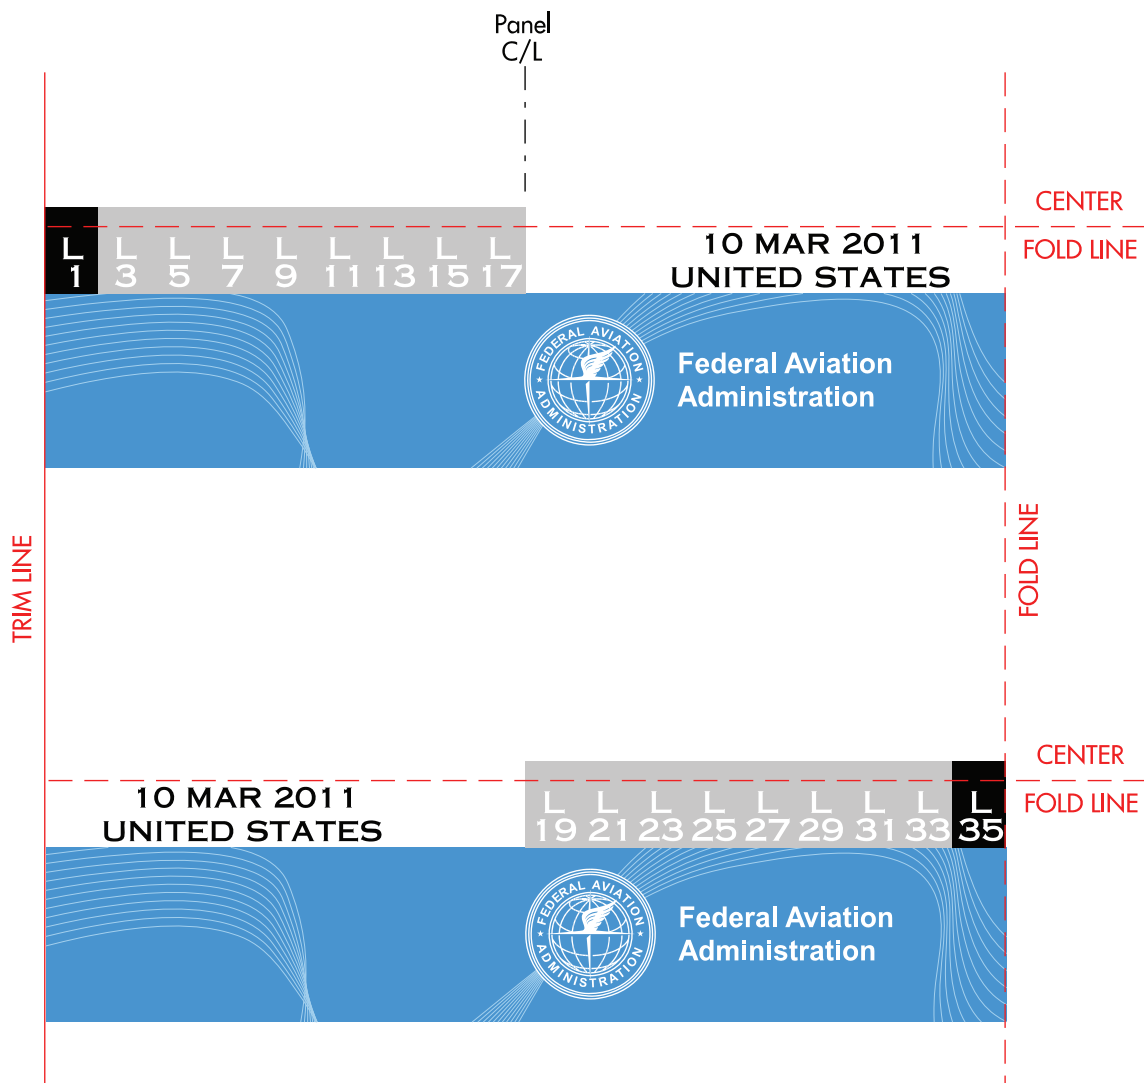 Panel
C/L
CENTER
FOLD LINE
L L L L L L L L L
1 3 5 7 9 11 13 15 17
10 MAR 2011
UNITED STATES
FEDERAL AVIATION
ADMINISTRATION
Federal Aviation
Administration
TRIM LINE
FOLD LINE
CENTER
FOLD LINE
10 MAR 2011
UNITED STATES
L L L L L L L L L
19 21 23 25 27 29 31 33 35
FEDERAL AVIATION
ADMINISTRATION
Federal Aviation
Administration